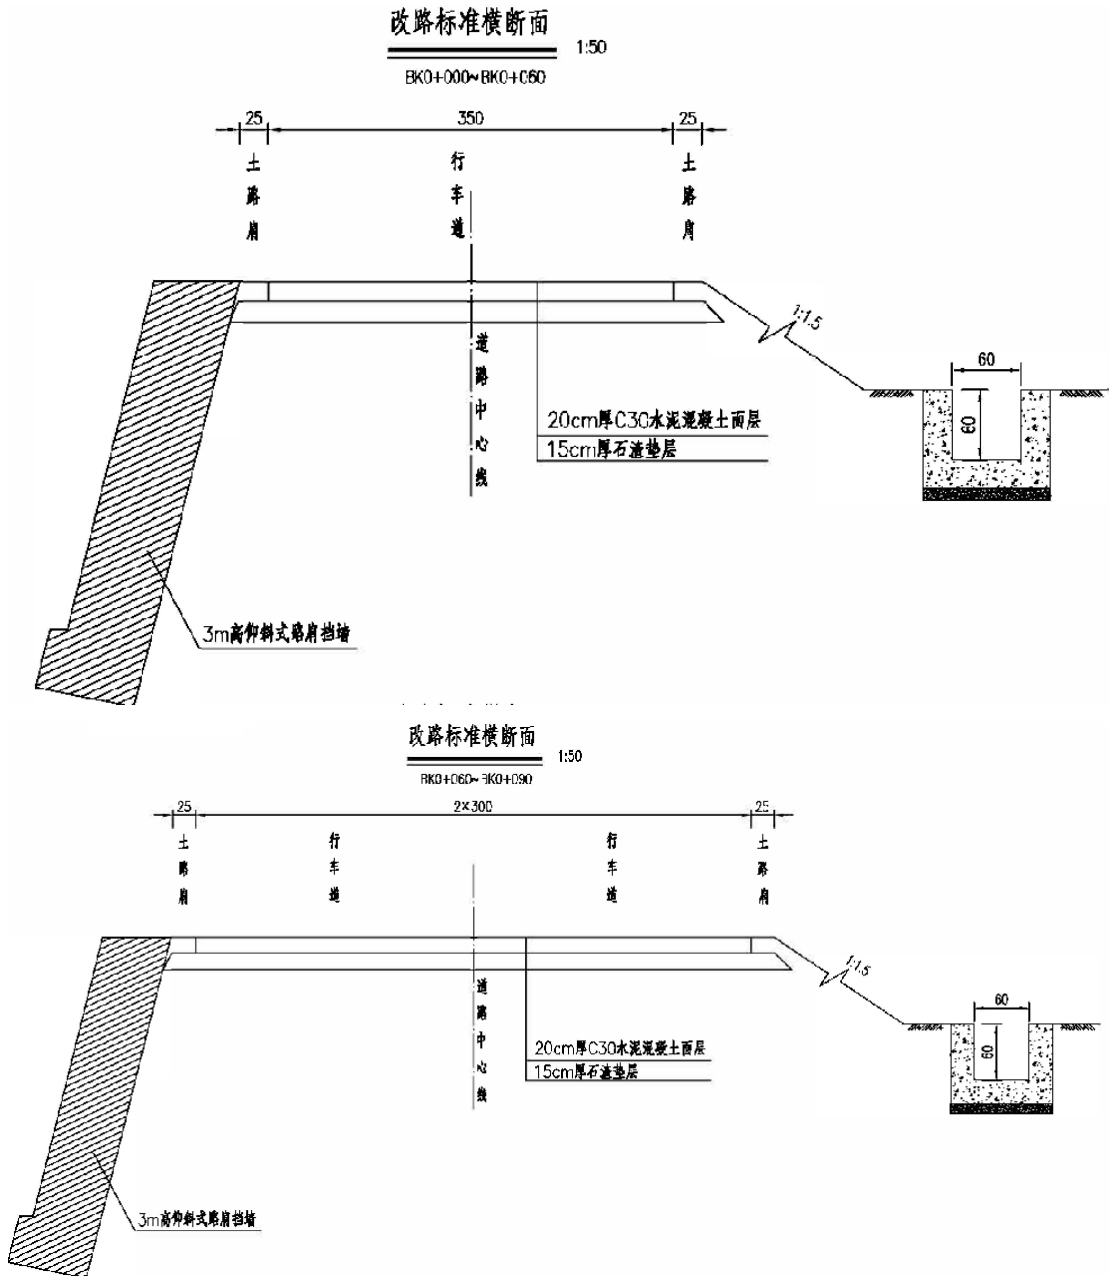 改路标准横断面
1:50
BK0+000~BK0+060
25
350
25
土路肩
行车道
土路肩
1:1.5
60
60
道路中心线
20cm厚C30水泥混凝土面层
15cm厚石渣垫层
3m高仰斜式路肩挡墙
改路标准横断面
1:50
BK0+060~BK0+090
25
2×300
25
土路肩
行车道
行车道
土路肩
1:1.5
60
60
道路中心线
20cm厚C30水泥混凝土面层
15cm厚石渣垫层
3m高仰斜式路肩挡墙